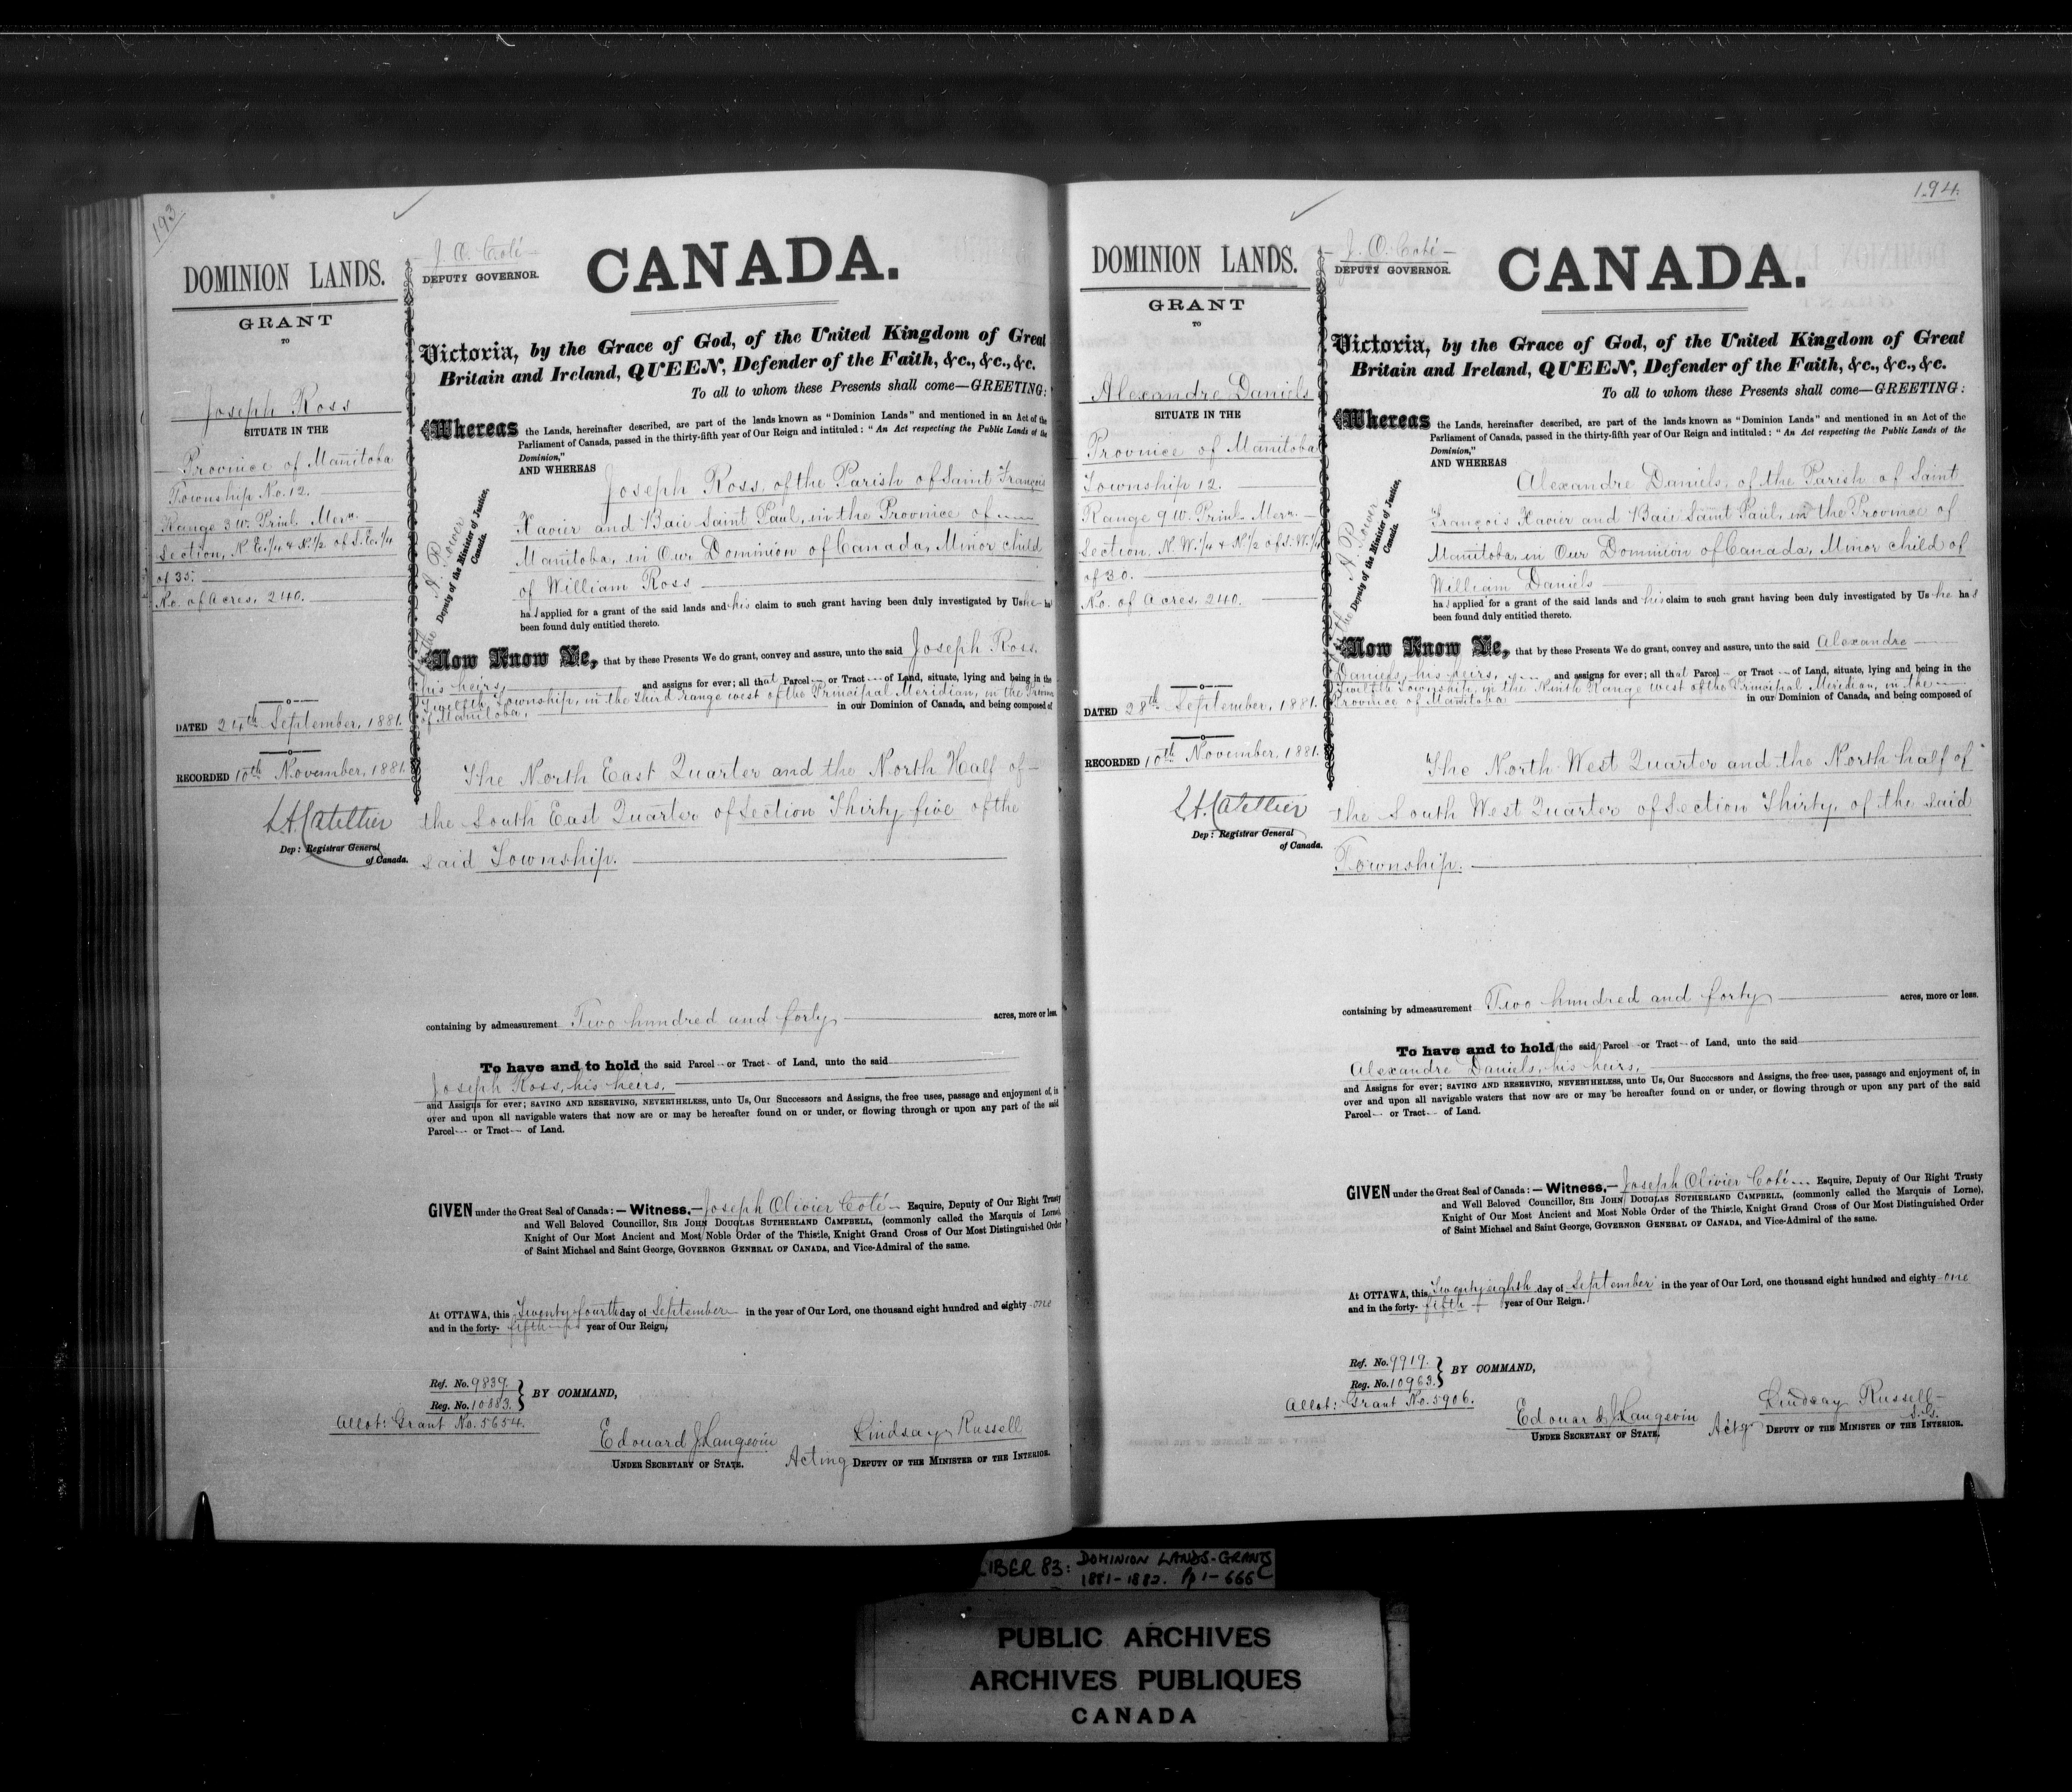 193
DOMINION LANDS.
GRANT
TO
Joseph Ross
SITUATE IN THE
Province of Manitoba
Township No. 12.
Range 3 W. Prinl. Mern.
Section, N.E. 1/4 & N. 1/2 of S.E. 1/4
of 35.
No. of Acres. 240.
DATED 24th September, 1881.
RECORDED 10th November, 1881.
Dep: Registrar General
of Canada.
J. O. Coté
DEPUTY GOVERNOR.
CANADA.
Victoria, by the Grace of God, of the United Kingdom of Great
Britain and Ireland, QUEEN, Defender of the Faith, &c., &c., &c.
To all to whom these Presents shall come—GREETING:
Whereas the Lands, hereinafter described, are part of the lands known as "Dominion Lands" and mentioned in an Act of the
Parliament of Canada, passed in the thirty-fifth year of Our Reign and intituled: "An Act respecting the Public Lands of the
Dominion,"
AND WHEREAS
Joseph Ross, of the Parish of Saint François
Xavier and Baie Saint Paul, in the Province of
Manitoba, in Our Dominion of Canada, Minor child
of William Ross
A Power
Deputy of the Minister of Justice,
Canada.
has applied for a grant of the said lands and his claim to such grant having been duly investigated by Us he ha
been found duly entitled thereto.
Now Know Ye, that by these Presents We do grant, convey and assure, unto the said Joseph Ross,
his heirs, and assigns for ever; all that Parcel or Tract of Land, situate, lying and being in the
Twelfth Township, in the third range west of the Principal Meridian, in the Province
of Manitoba, in our Dominion of Canada, and being composed of
The North East Quarter and the North Half of
the South East Quarter of Section Thirty five of the
said Township.
containing by admeasurement Two hundred and forty acres, more or less.
To have and to hold the said Parcel or Tract of Land, unto the said
Joseph Ross, his heirs,
and Assigns for ever; SAVING AND RESERVING, NEVERTHELESS, unto Us, Our Successors and Assigns, the free uses, passage and enjoyment of, in
over and upon all navigable waters that now are or may be hereafter found on or under, or flowing through or upon any part of the said
Parcel or Tract of Land.
GIVEN under the Great Seal of Canada:—Witness,—Joseph Olivier Coté—Esquire, Deputy of Our Right Trusty
and Well Beloved Councillor, SIR JOHN DOUGLAS SUTHERLAND CAMPBELL, (commonly called the Marquis of Lorne),
Knight of Our Most Ancient and Most Noble Order of the Thistle, Knight Grand Cross of Our Most Distinguished Order
of Saint Michael and Saint George, GOVERNOR GENERAL OF CANADA, and Vice-Admiral of the same.
At OTTAWA, this Twenty fourth day of September in the year of Our Lord, one thousand eight hundred and eighty-one
and in the forty-fifth year of Our Reign.
Ref. No. 9839.
Reg. No. 10883. BY COMMAND,
Allot: Grant No. 5654.
Edouard J. Langevin
UNDER SECRETARY OF STATE.
Lindsay Russell
Acting DEPUTY OF THE MINISTER OF THE INTERIOR.
194.
DOMINION LANDS.
GRANT
TO
Alexandre Daniels
SITUATE IN THE
Province of Manitoba
Township 12.
Range 9 W. Prinl. Mern.
Section, N.W. 1/4 & N. 1/2 of S.W. 1/4
of 30.
No. of Acres. 240.
DATED 28th September, 1881.
RECORDED 10th November, 1881.
Dep: Registrar General
of Canada.
J. O. Coté
DEPUTY GOVERNOR.
CANADA.
Victoria, by the Grace of God, of the United Kingdom of Great
Britain and Ireland, QUEEN, Defender of the Faith, &c., &c., &c.
To all to whom these Presents shall come—GREETING:
Whereas the Lands, hereinafter described, are part of the lands known as "Dominion Lands" and mentioned in an Act of the
Parliament of Canada, passed in the thirty-fifth year of Our Reign and intituled: "An Act respecting the Public Lands of the
Dominion,"
AND WHEREAS
Alexandre Daniels, of the Parish of Saint
François Xavier and Baie Saint Paul, in the Province of
Manitoba, in Our Dominion of Canada, Minor child of
William Daniels
A Power
Deputy of the Minister of Justice,
Canada.
has applied for a grant of the said lands and his claim to such grant having been duly investigated by Us he has
been found duly entitled thereto.
Now Know Ye, that by these Presents We do grant, convey and assure, unto the said Alexandre
Daniels, his heirs, and assigns for ever; all that Parcel or Tract of Land, situate, lying and being in the
Twelfth Township, in the Ninth Range west of the Principal Meridian, in the
Province of Manitoba in our Dominion of Canada, and being composed of
The North West Quarter and the North half of
the South West Quarter of Section Thirty, of the said
Township.
containing by admeasurement Two hundred and forty acres, more or less.
To have and to hold the said Parcel or Tract of Land, unto the said
Alexandre Daniels, his heirs,
and Assigns for ever; SAVING AND RESERVING, NEVERTHELESS, unto Us, Our Successors and Assigns, the free uses, passage and enjoyment of, in
over and upon all navigable waters that now are or may be hereafter found on or under, or flowing through or upon any part of the said
Parcel or Tract of Land.
GIVEN under the Great Seal of Canada:—Witness,—Joseph Olivier Coté Esquire, Deputy of Our Right Trusty
and Well Beloved Councillor, SIR JOHN DOUGLAS SUTHERLAND CAMPBELL, (commonly called the Marquis of Lorne),
Knight of Our Most Ancient and Most Noble Order of the Thistle, Knight Grand Cross of Our Most Distinguished Order
of Saint Michael and Saint George, GOVERNOR GENERAL OF CANADA, and Vice-Admiral of the same.
At OTTAWA, this Twenty eighth day of September in the year of Our Lord, one thousand eight hundred and eighty-one
and in the forty-fifth year of Our Reign.
Ref. No. 9919.
Reg. No. 10963. BY COMMAND,
Allot: Grant No. 5906.
Edouard J. Langevin
UNDER SECRETARY OF STATE.
Lindsay Russell
S. G.
Actg DEPUTY OF THE MINISTER OF THE INTERIOR.
IBER 83: DOMINION LANDS-GRANTS
1881-1882. Pp 1-666
PUBLIC ARCHIVES
ARCHIVES PUBLIQUES
CANADA